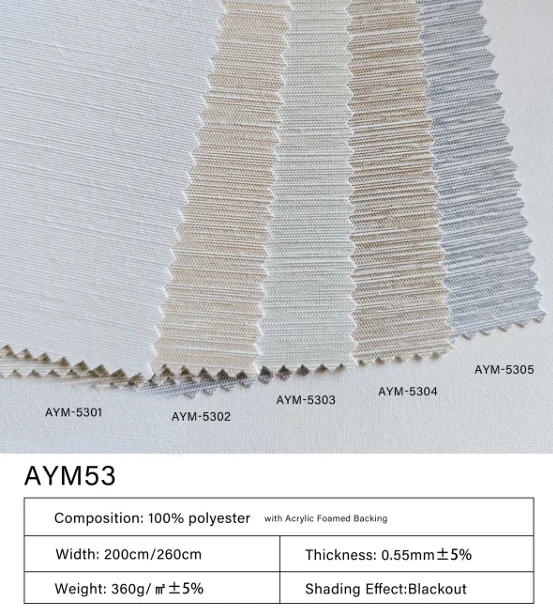 AYM-5305
AYM-5304
AYM-5303
AYM-5301
AYM-5302
AYM53
Composition: 100% polyester with Acrylic Foamed Backing
Width: 200cm/260cm
Thickness: 0.55mm±5%
Weight: 360g/㎡±5%
Shading Effect:Blackout